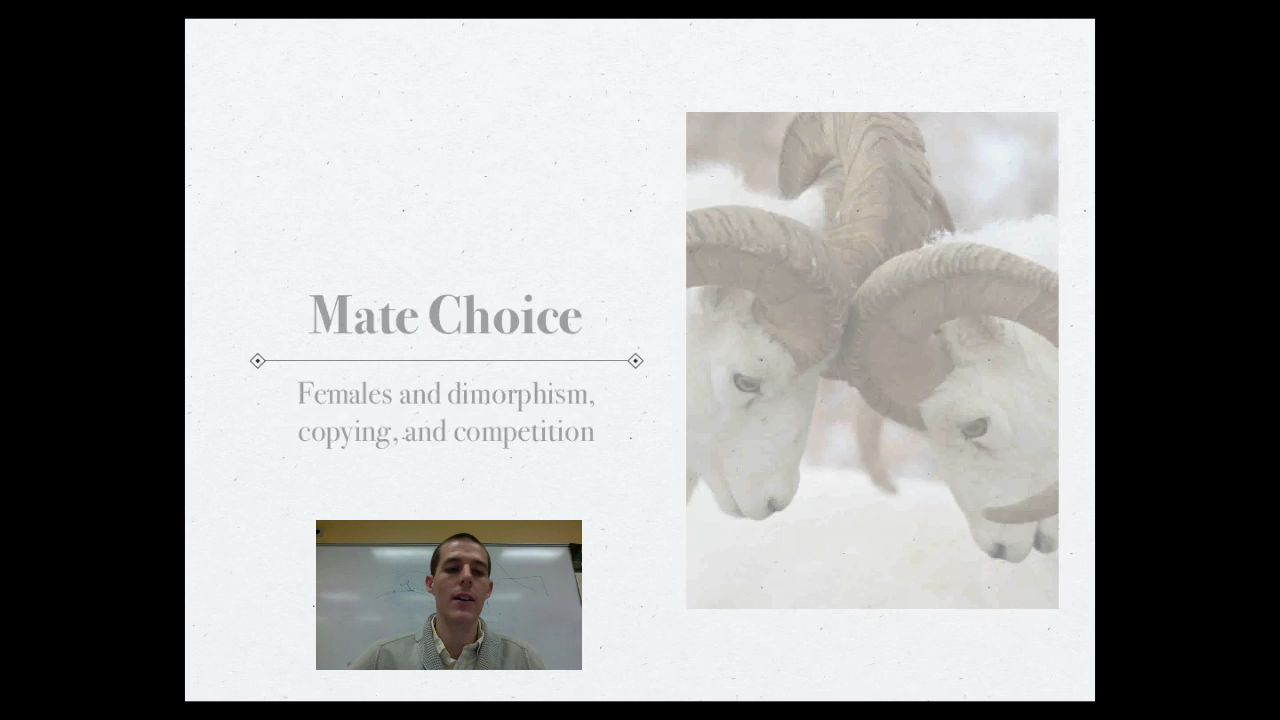 Mate Choice
Females and dimorphism,
copying, and competition